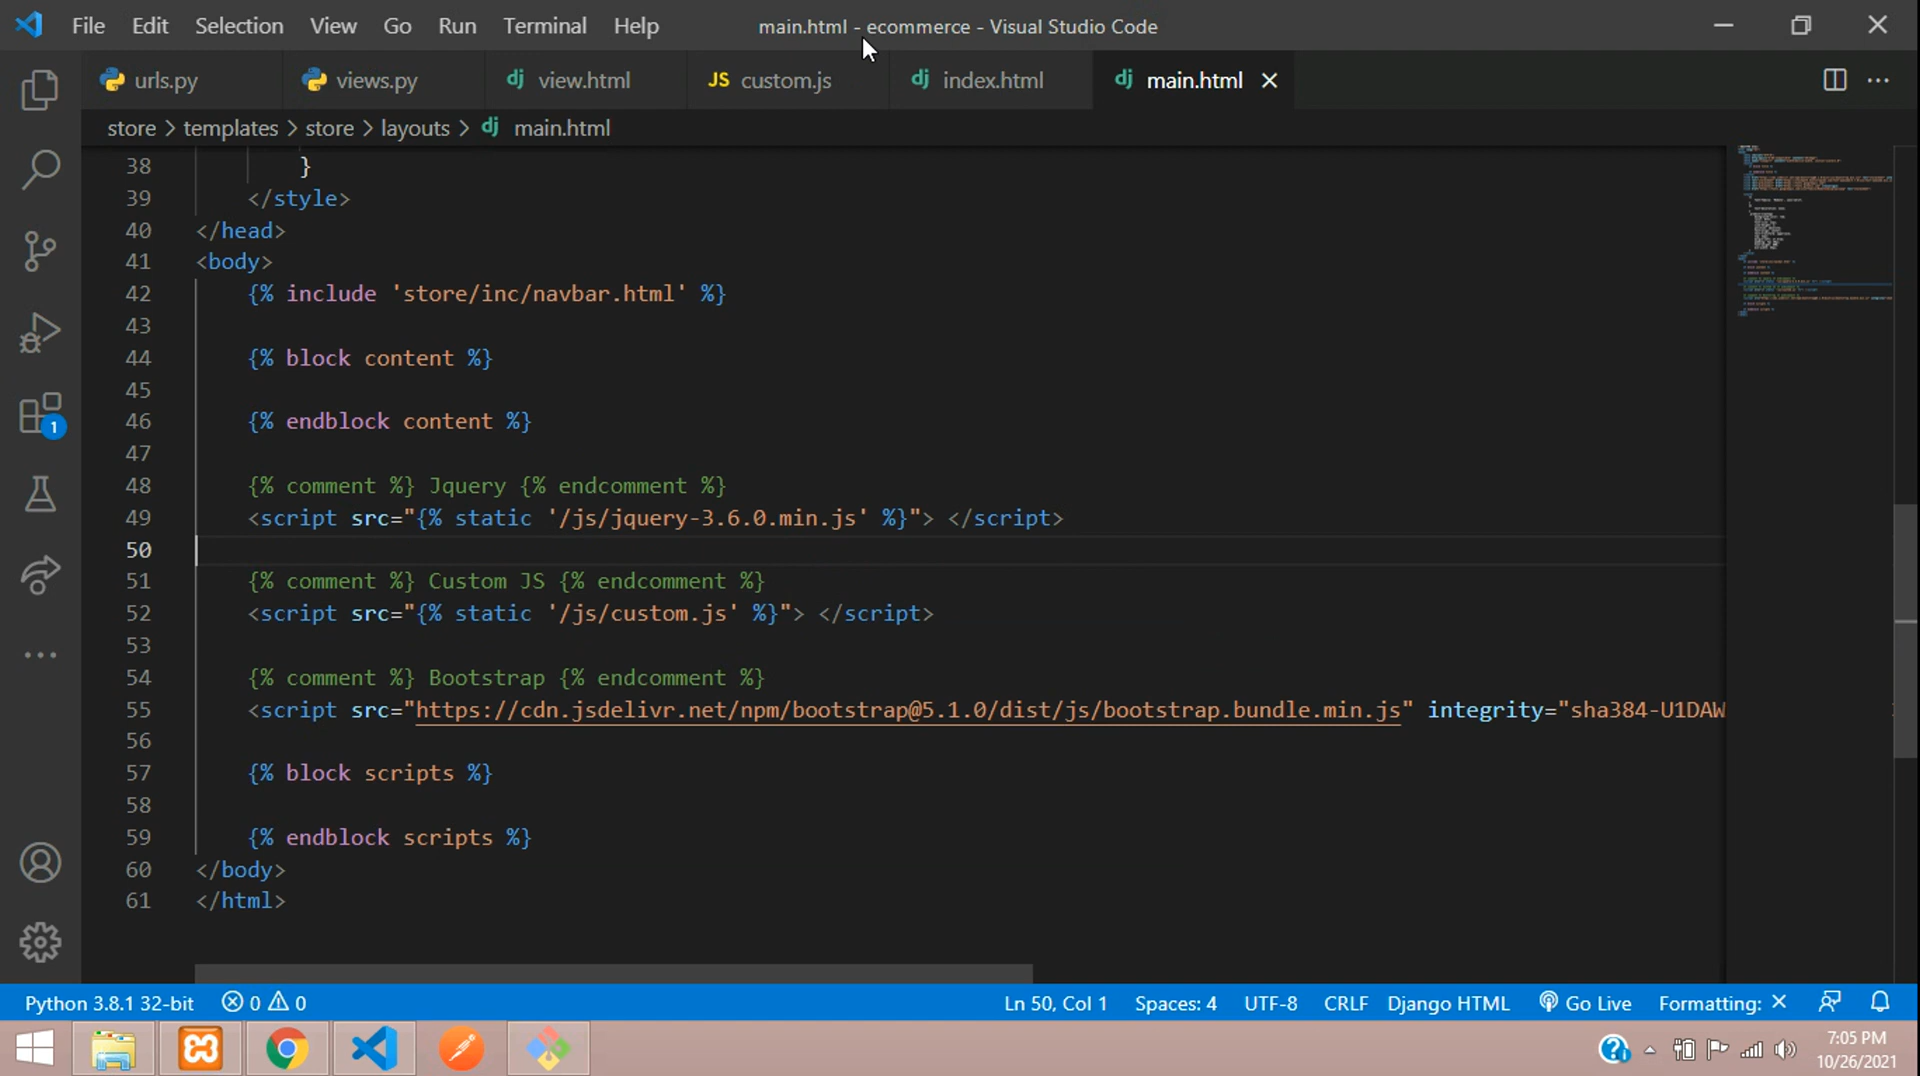 File Edit Selection View Go Run Terminal Help main.html - ecommerce - Visual Studio Code
urls.py views.py dj view.html JS custom.js dj index.html dj main.html
store > templates > store > layouts > dj main.html
38 }
39 </style>
40 </head>
41 <body>
42 {% include 'store/inc/navbar.html' %}
43
44 {% block content %}
45
46 {% endblock content %}
47
48 {% comment %} Jquery {% endcomment %}
49 <script src="{% static '/js/jquery-3.6.0.min.js' %}"> </script>
50
51 {% comment %} Custom JS {% endcomment %}
52 <script src="{% static '/js/custom.js' %}"> </script>
53
54 {% comment %} Bootstrap {% endcomment %}
55 <script src="https://cdn.jsdelivr.net/npm/bootstrap@5.1.0/dist/js/bootstrap.bundle.min.js" integrity="sha384-U1DAW
56
57 {% block scripts %}
58
59 {% endblock scripts %}
60 </body>
61 </html>
1
Python 3.8.1 32-bit 0 0 Ln 50, Col 1 Spaces: 4 UTF-8 CRLF Django HTML Go Live Formatting: ×
7:05 PM
10/26/2021